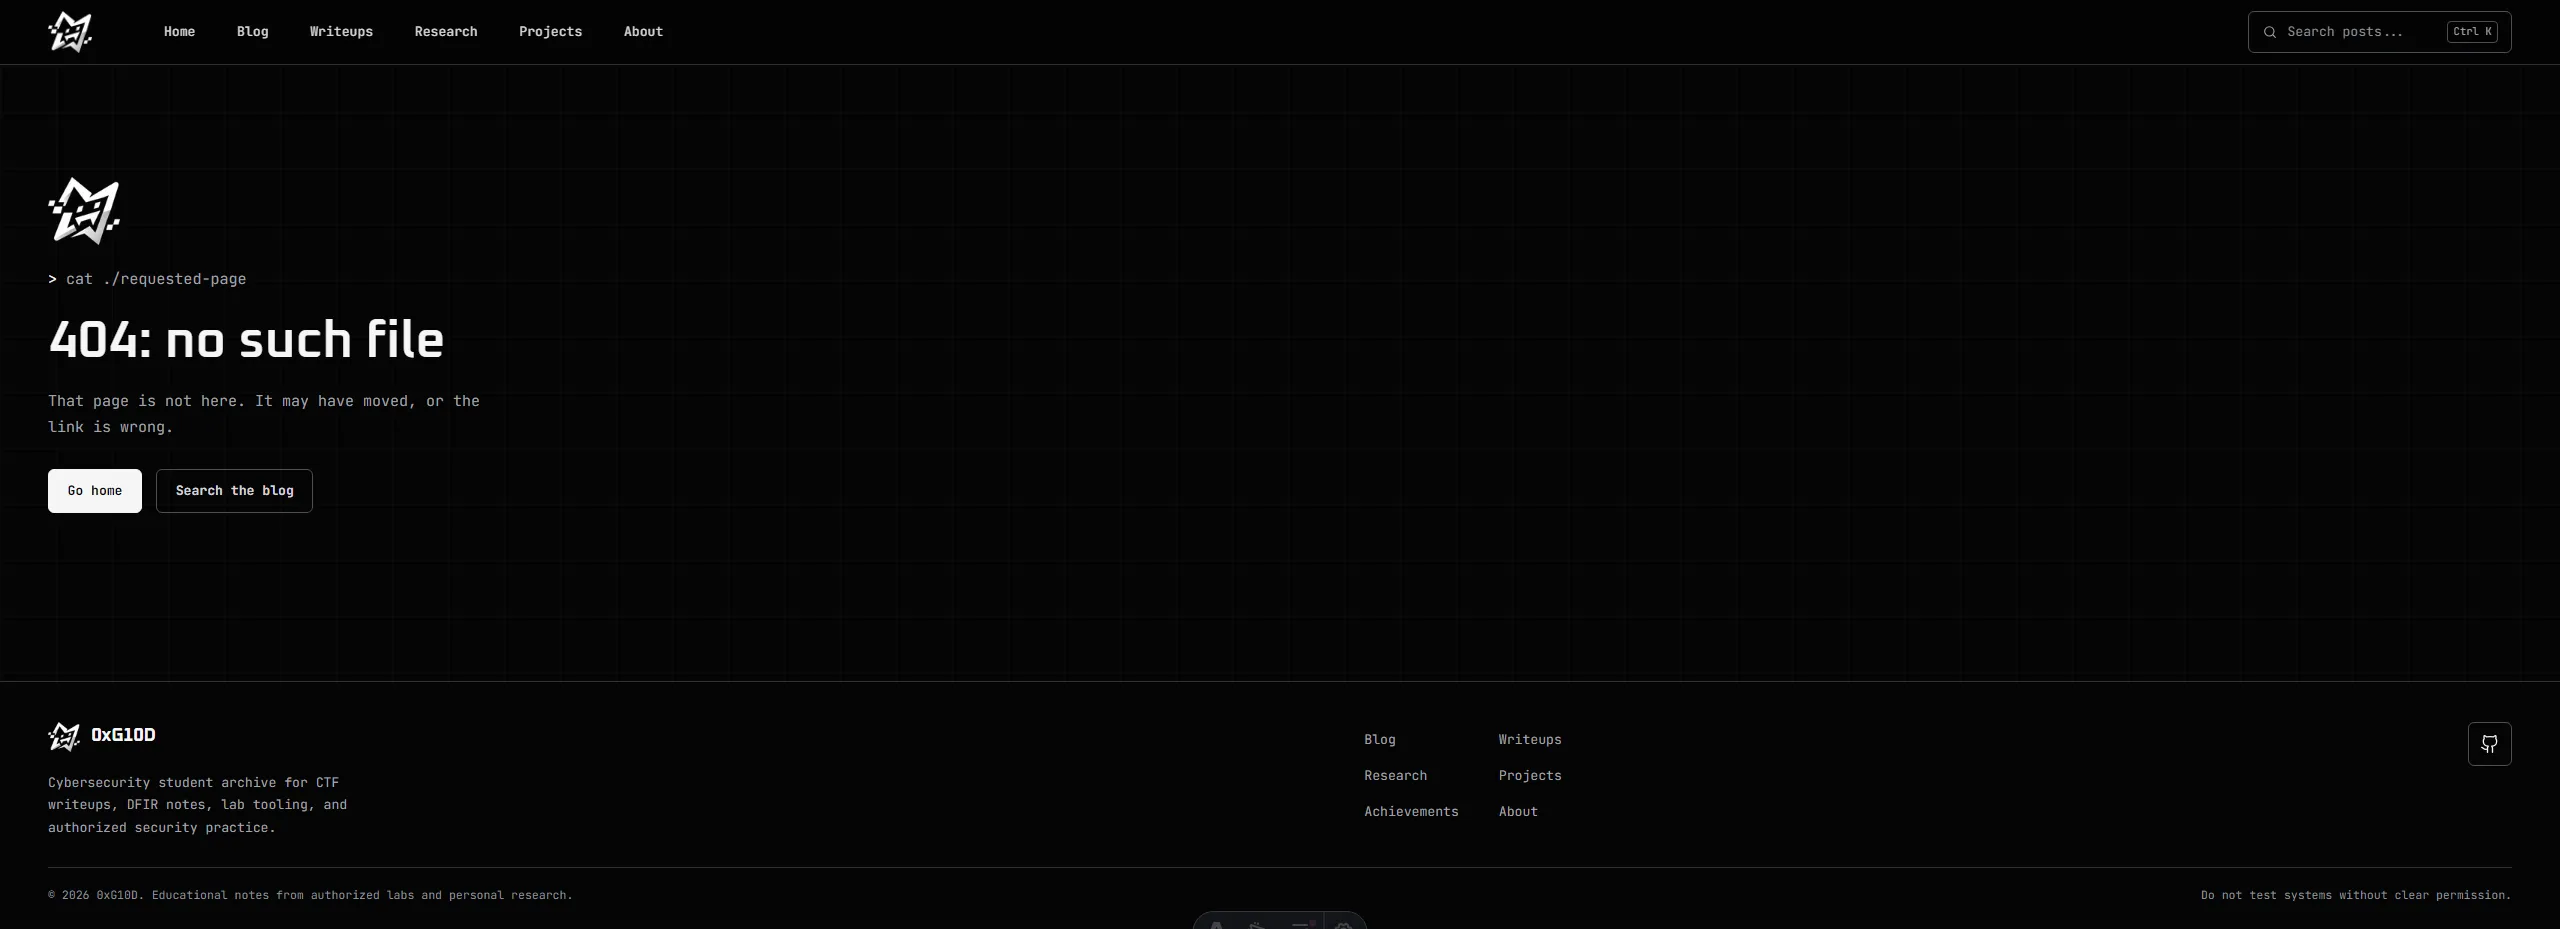 Home Blog Writeups Research Projects About Search posts... Ctrl K
> cat ./requested-page
404: no such file
That page is not here. It may have moved, or the
link is wrong.
Go home Search the blog
0xG10D
Cybersecurity student archive for CTF
writeups, DFIR notes, lab tooling, and
authorized security practice.
Blog Writeups
Research Projects
Achievements About
© 2026 0xG10D. Educational notes from authorized labs and personal research.
Do not test systems without clear permission.